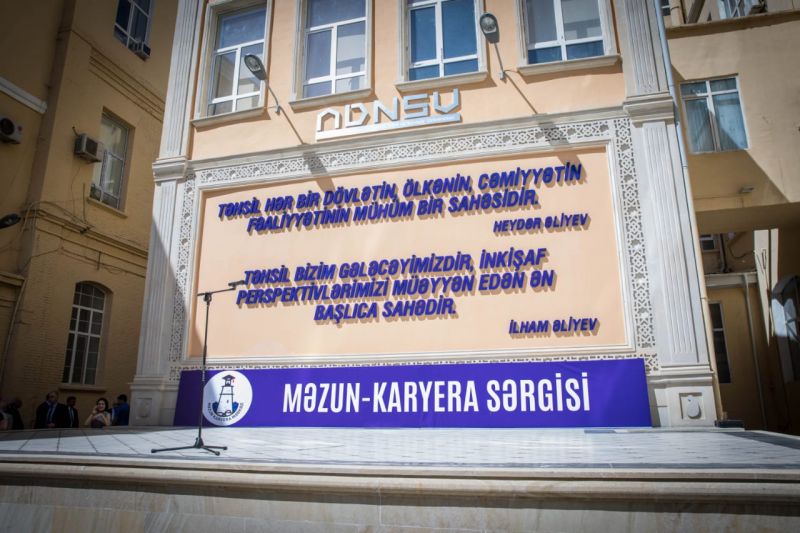 ADNSU
TƏHSİL HƏR BİR DÖVLƏTİN, ÖLKƏNİN, CƏMİYYƏTİN
FƏALİYYƏTİNİN MÜHÜM BİR SAHƏSİDİR.
HEYDƏR ƏLİYEV
TƏHSİL BİZİM GƏLƏCƏYİMİZDİR, İNKİŞAF
PERSPEKTİVLƏRİMİZİ MÜƏYYƏN EDƏN ƏN
BAŞLICA SAHƏDİR.
İLHAM ƏLİYEV
MƏZUN-KARYERA SƏRGİSİ